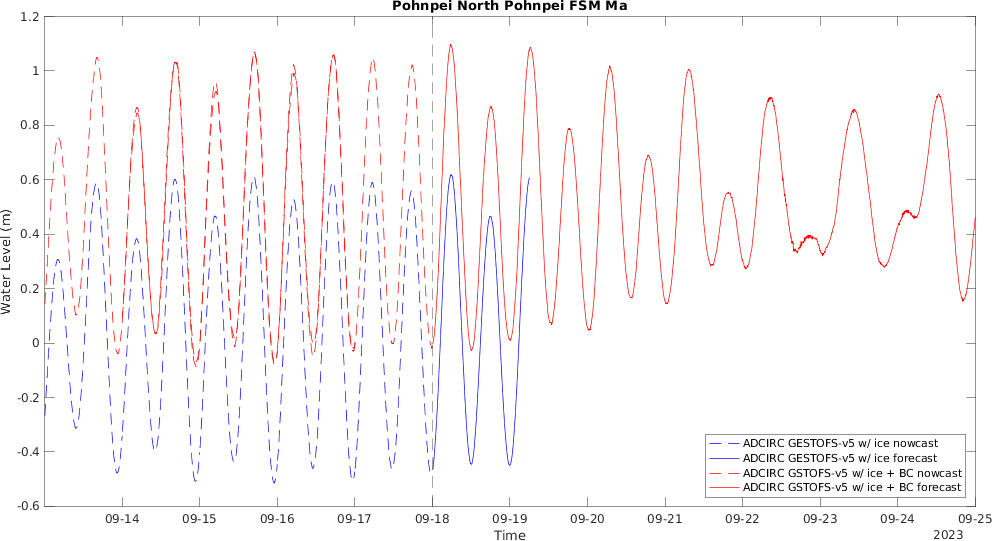 Pohnpei North Pohnpei FSM Ma
1.2
1
0.8
0.6
0.4
0.2
0
-0.2
-0.4
-0.6
Water Level (m)
ADCIRC GESTOFS-v5 w/ ice nowcast
ADCIRC GESTOFS-v5 w/ ice forecast
ADCIRC GSTOFS-v5 w/ ice + BC nowcast
ADCIRC GSTOFS-v5 w/ ice + BC forecast
09-14 09-15 09-16 09-17 09-18 09-19 09-20 09-21 09-22 09-23 09-24 09-25
Time
2023